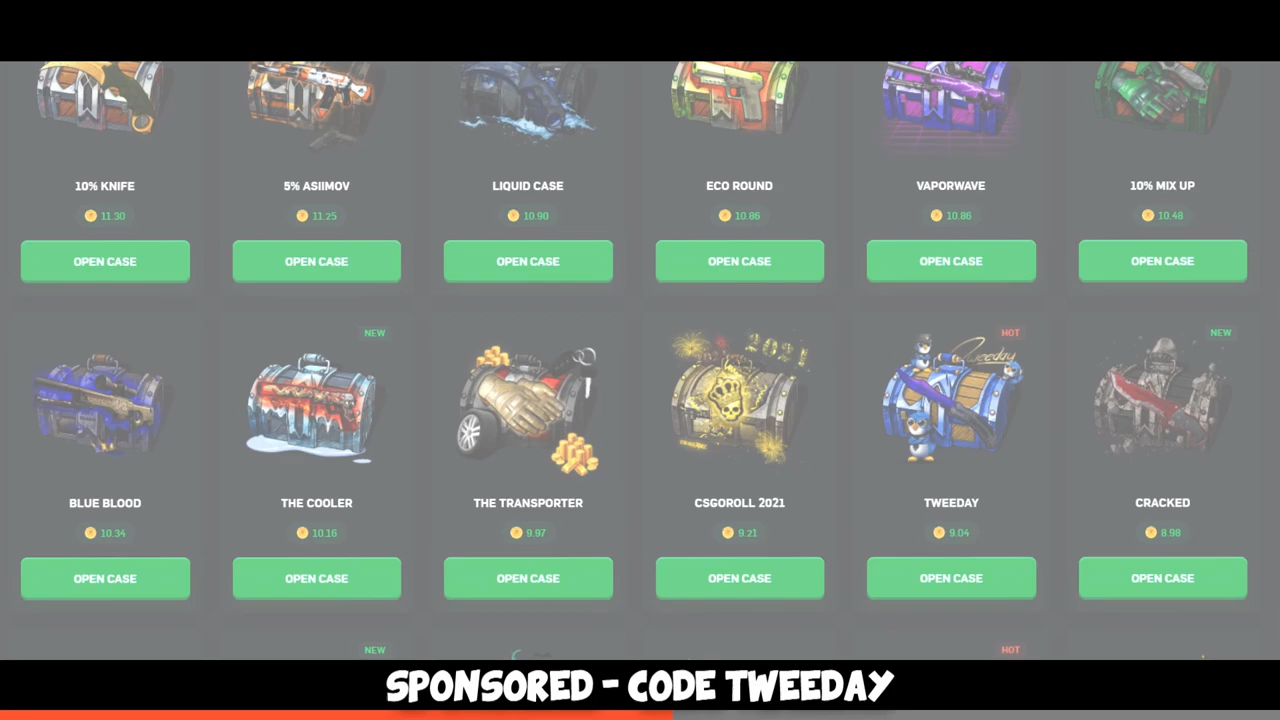 10% KNIFE
5% ASIIMOV
LIQUID CASE
ECO ROUND
VAPORWAVE
10% MIX UP
11.30
11.25
10.90
10.86
10.86
10.48
OPEN CASE
OPEN CASE
OPEN CASE
OPEN CASE
OPEN CASE
OPEN CASE
NEW
HOT
NEW
2021
Tweeday
BLUE BLOOD
THE COOLER
THE TRANSPORTER
CSGOROLL 2021
TWEEDAY
CRACKED
10.34
10.16
9.97
9.21
9.04
8.98
OPEN CASE
OPEN CASE
OPEN CASE
OPEN CASE
OPEN CASE
OPEN CASE
NEW
HOT
SPONSORED - CODE TWEEDAY